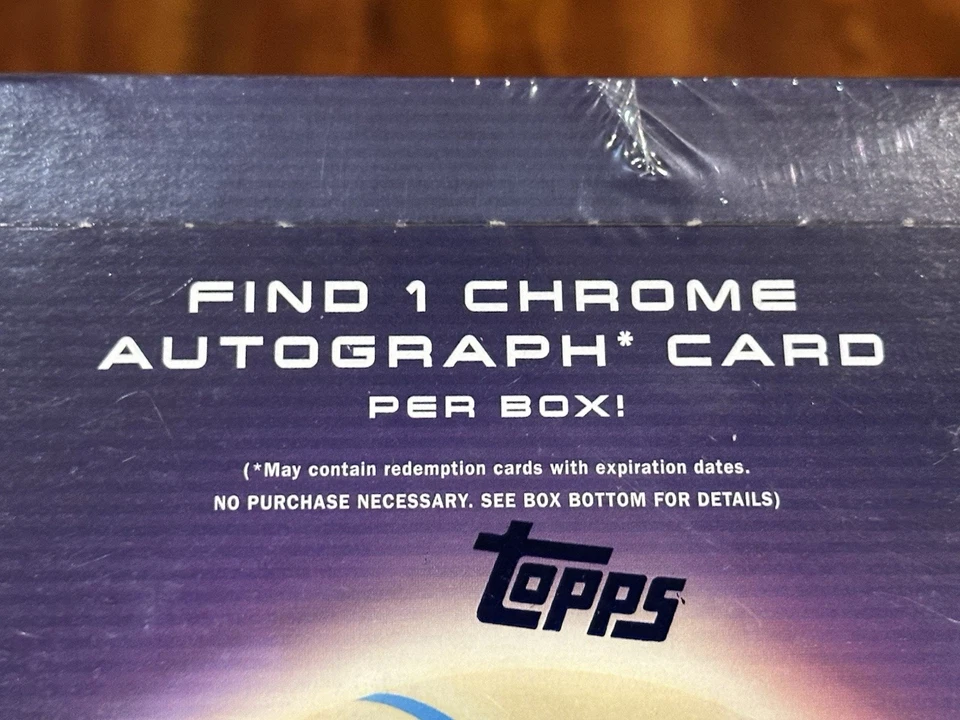 FIND 1 CHROME
AUTOGRAPH* CARD
PER BOX!
(*May contain redemption cards with expiration dates.
NO PURCHASE NECESSARY. SEE BOX BOTTOM FOR DETAILS)
topps